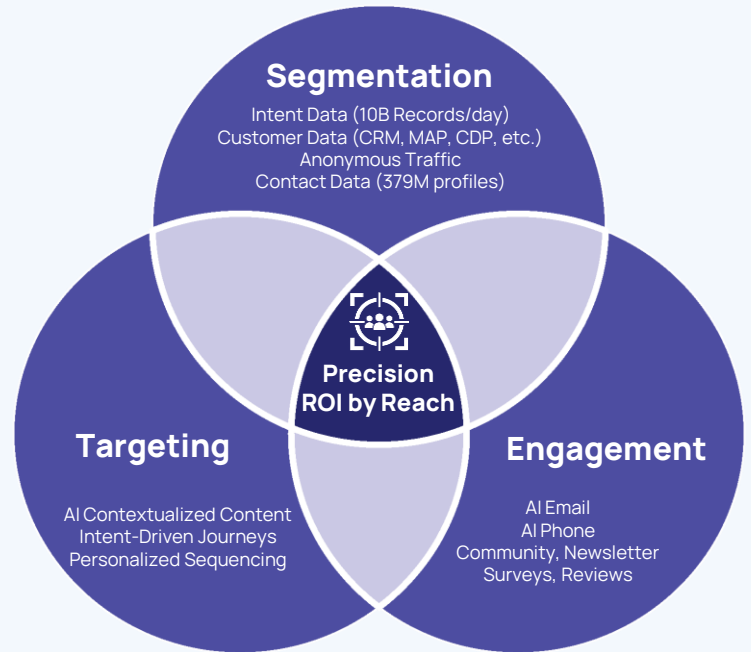 Segmentation
Intent Data (10B Records/day)
Customer Data (CRM, MAP, CDP, etc.)
Anonymous Traffic
Contact Data (379M profiles)
Precision
ROI by Reach
Targeting
AI Contextualized Content
Intent-Driven Journeys
Personalized Sequencing
Engagement
AI Email
AI Phone
Community, Newsletter
Surveys, Reviews